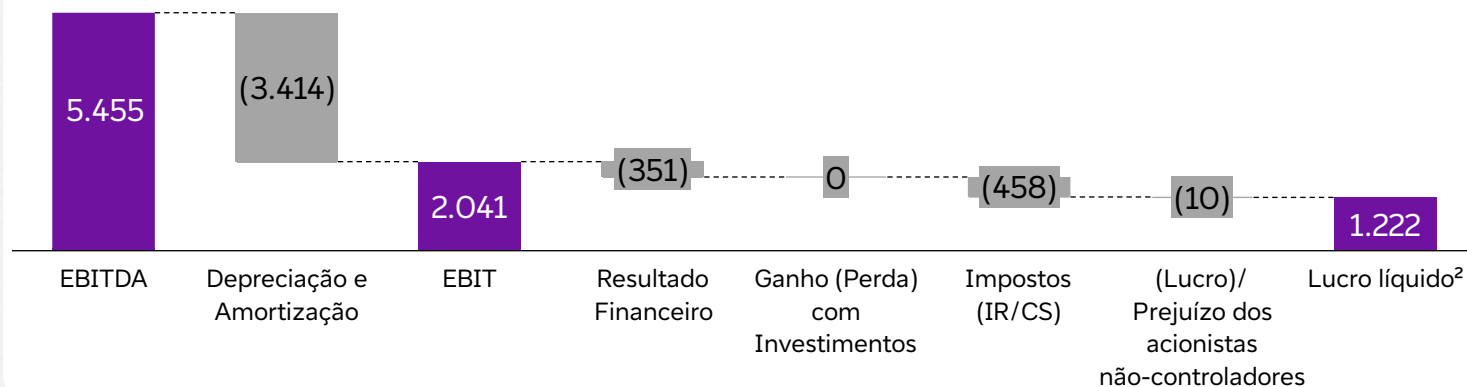 5.455
(3.414)
2.041
(351)
0
(458)
(10)
1.222
EBITDA
Depreciação e
Amortização
EBIT
Resultado
Financeiro
Ganho (Perda)
com
Investimentos
Impostos
(IR/CS)
(Lucro)/
Prejuízo dos
acionistas
não-controladores
Lucro líquido²